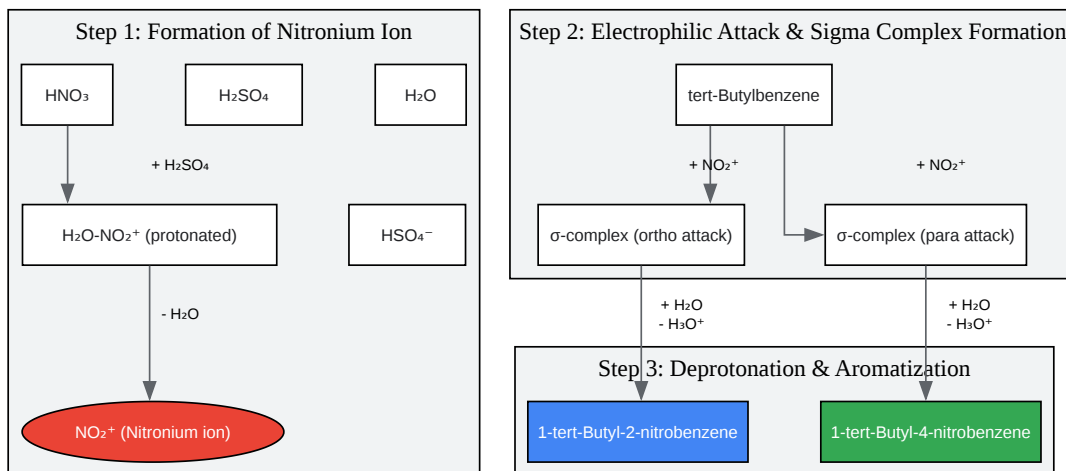 Step 1: Formation of Nitronium Ion
HNO₃
H₂SO₄
H₂O
+ H₂SO₄
H₂O-NO₂⁺ (protonated)
HSO₄⁻
- H₂O
NO₂⁺ (Nitronium ion)
Step 2: Electrophilic Attack & Sigma Complex Formation
tert-Butylbenzene
+ NO₂⁺
+ NO₂⁺
σ-complex (ortho attack)
σ-complex (para attack)
+ H₂O
- H₃O⁺
+ H₂O
- H₃O⁺
Step 3: Deprotonation & Aromatization
1-tert-Butyl-2-nitrobenzene
1-tert-Butyl-4-nitrobenzene